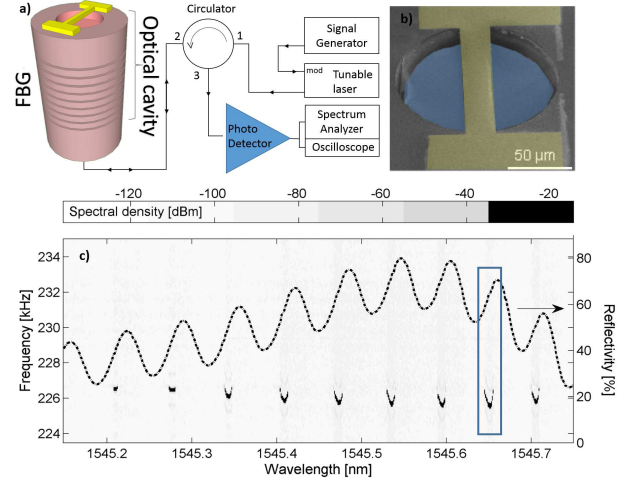 a)
FBG
Optical cavity
Circulator
2
1
3
Signal
Generator
mod
Tunable
laser
Photo
Detector
Spectrum
Analyzer
Oscilloscope
b)
50 µm
-120
-100
-80
-60
-40
-20
Spectral density [dBm]
c)
Frequency [kHz]
234
232
230
228
226
224
80
60
40
20
0
Reflectivity [%]
1545.2
1545.3
1545.4
1545.5
1545.6
1545.7
Wavelength [nm]